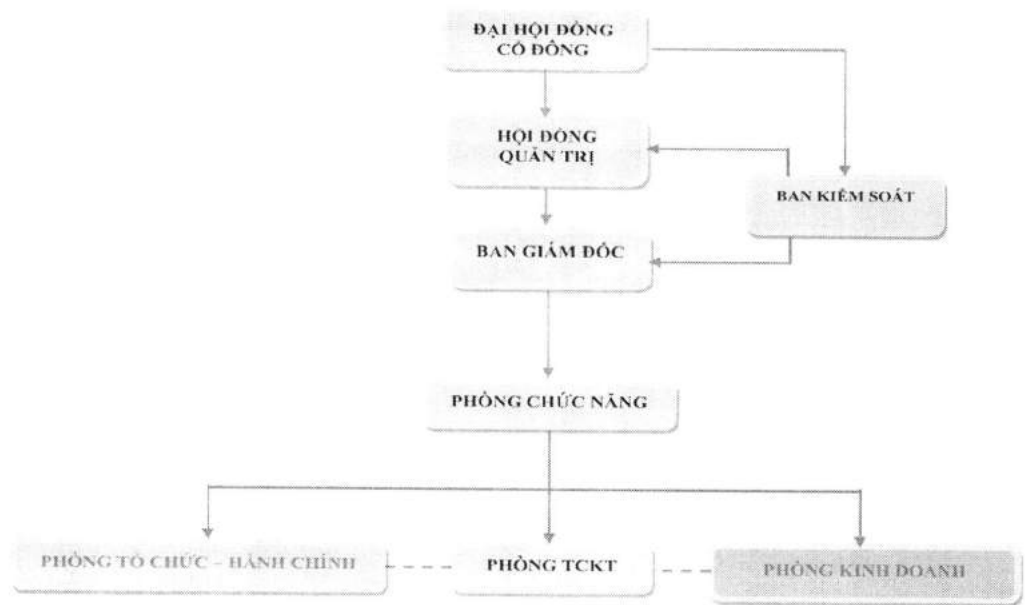 ĐẠI HỘI ĐỒNG
CỔ ĐÔNG
HỘI ĐỒNG
QUẢN TRỊ
BAN KIỂM SOÁT
BAN GIÁM ĐỐC
PHÒNG CHỨC NĂNG
PHÒNG TỔ CHỨC – HÀNH CHÍNH
PHÒNG TCKT
PHÒNG KINH DOANH